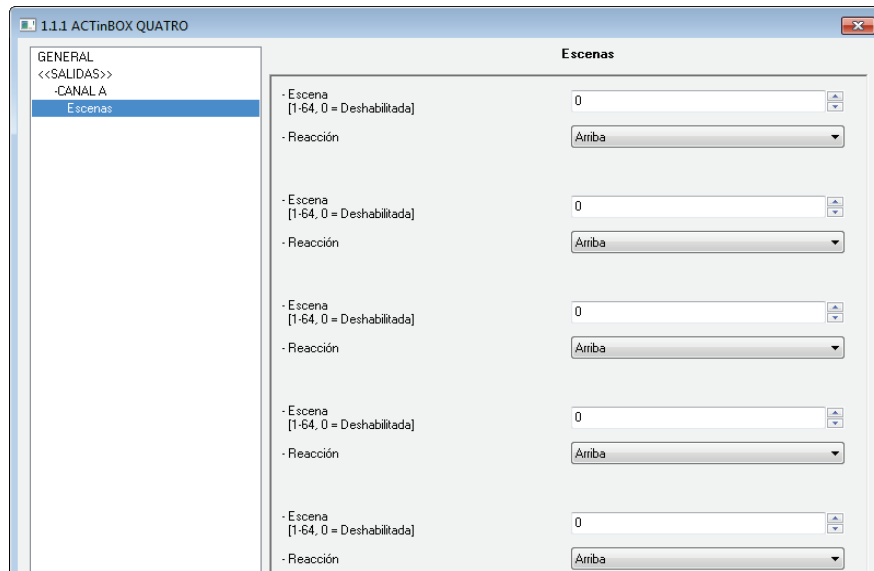 1.1.1 ACTinBOX QUATRO
GENERAL
<<SALIDAS>>
-CANAL A
Escenas
Escenas
- Escena
[1-64, 0 = Deshabilitada]
0
- Reacción
Arriba
- Escena
[1-64, 0 = Deshabilitada]
0
- Reacción
Arriba
- Escena
[1-64, 0 = Deshabilitada]
0
- Reacción
Arriba
- Escena
[1-64, 0 = Deshabilitada]
0
- Reacción
Arriba
- Escena
[1-64, 0 = Deshabilitada]
0
- Reacción
Arriba